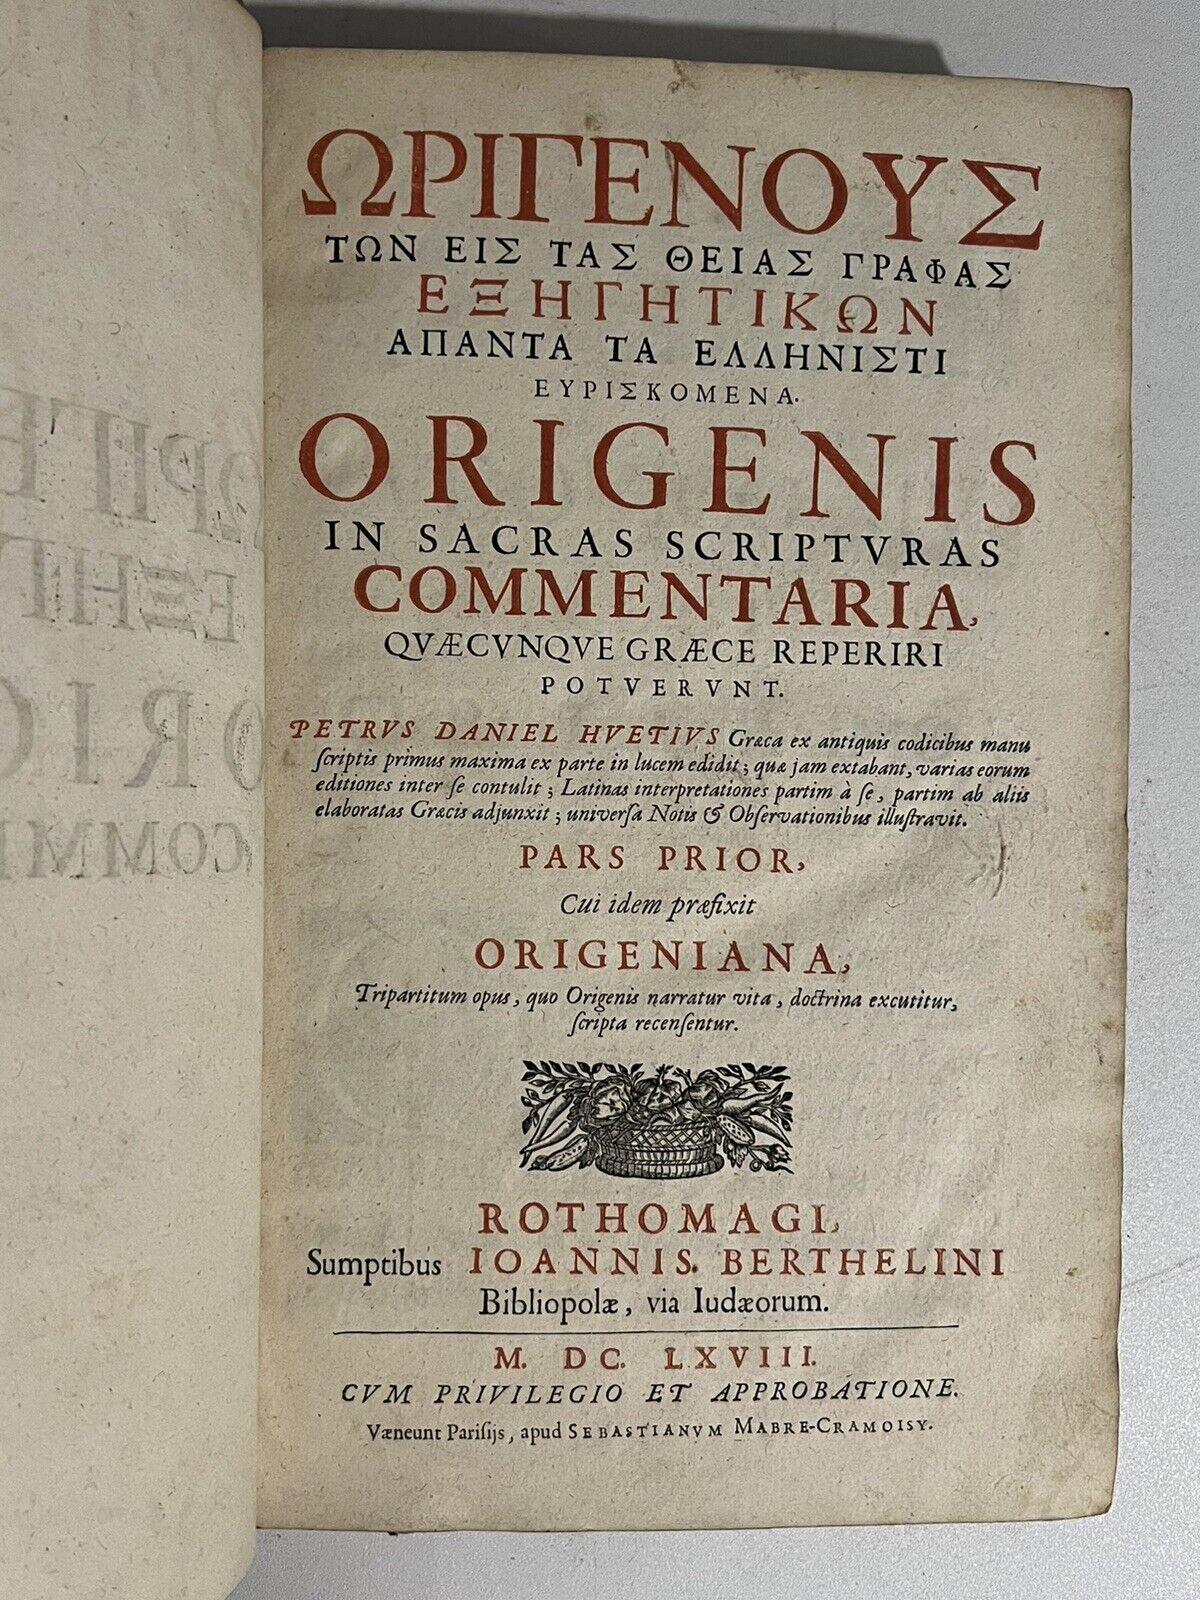 ΩΡΙΓΕΝΟΥΣ
ΤΩΝ ΕΙΣ ΤΑΣ ΘΕΙΑΣ ΓΡΑΦΑΣ
ΕΞΗΓΗΤΙΚΩΝ
ΑΠΑΝΤΑ ΤΑ ΕΛΛΗΝΙΣΤΙ
ΕΥΡΙΣΚΟΜΕΝΑ.
ORIGENIS
IN SACRAS SCRIPTVRAS
COMMENTARIA,
QVÆCVNQVE GRÆCE REPERIRI
POTVERVNT.
PETRVS DANIEL HVETIVS Græca ex antiquis codicibus manu
ſcriptis primus maxima ex parte in lucem edidit; quæ jam extabant, varias eorum
editiones inter ſe contulit; Latinas interpretationes partim à ſe, partim ab aliis
elaboratas Græcis adjunxit; univerſa Notis & Obſervationibus illuſtravit.
PARS PRIOR,
Cui idem præfixit
ORIGENIANA,
Tripartitum opus, quo Origenis narratur vita, doctrina excutitur,
ſcripta recenſentur.
ROTHOMAGI,
Sumptibus IOANNIS. BERTHELINI
Bibliopolæ, via Iudæorum.
M. DC. LXVIII.
CVM PRIVILEGIO ET APPROBATIONE.
Væneunt Pariſijs, apud SEBASTIANVM MABRE-CRAMOISY.